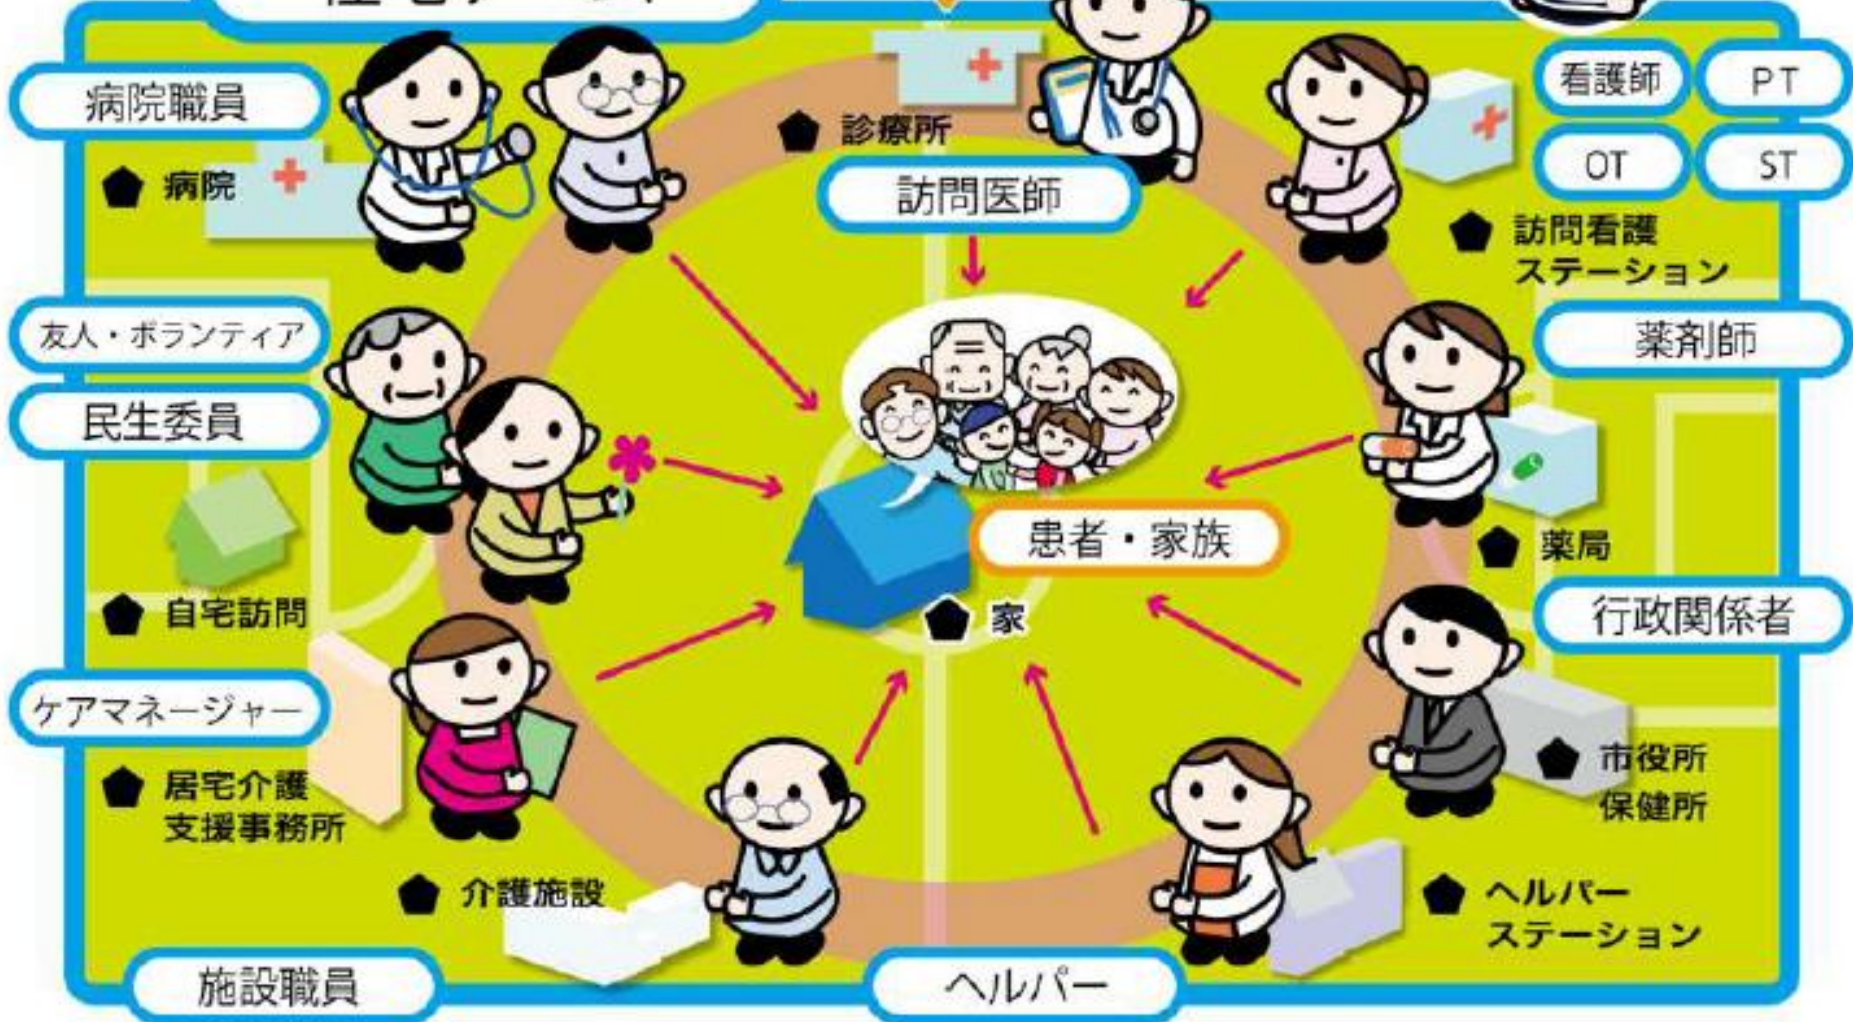 病院職員
病院
診療所
訪問医師
看護師
PT
OT
ST
訪問看護
ステーション
友人・ボランティア
民生委員
自宅訪問
薬剤師
薬局
患者・家族
家
行政関係者
市役所
保健所
ケアマネージャー
居宅介護
支援事務所
介護施設
施設職員
ヘルパー
ヘルパー
ステーション